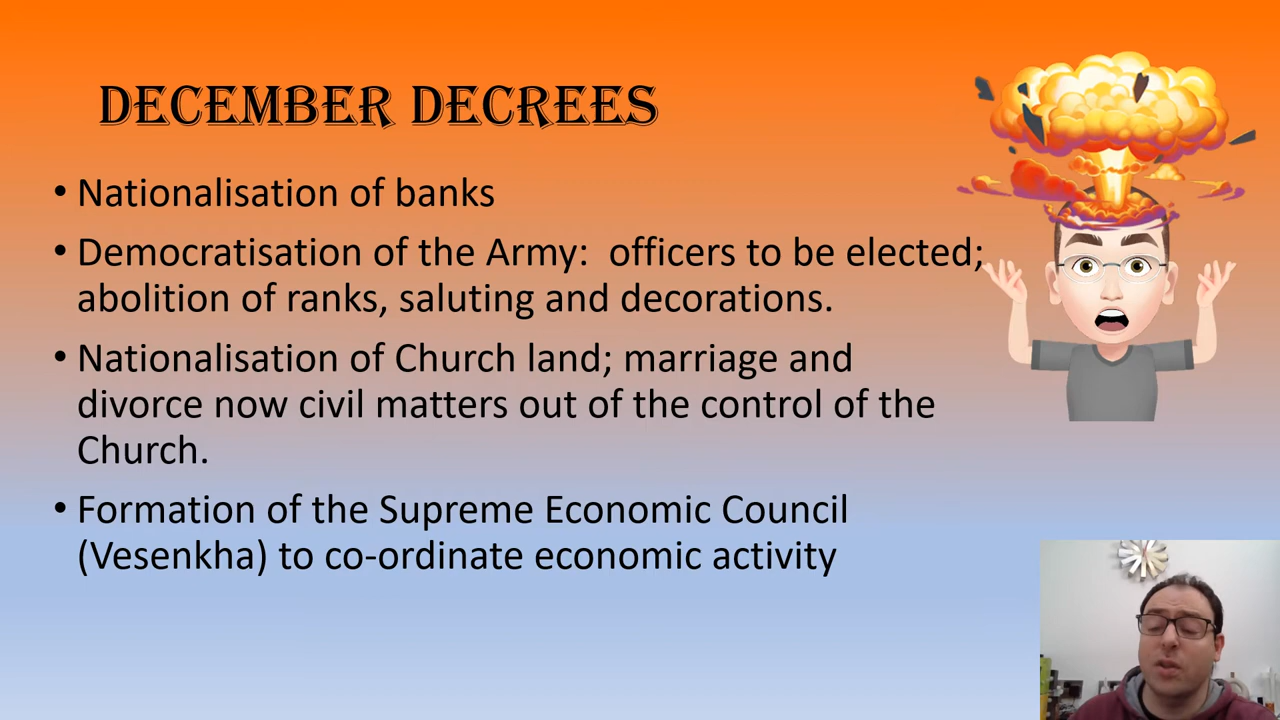 DECEMBER DECREES
• Nationalisation of banks
• Democratisation of the Army:  officers to be elected;
abolition of ranks, saluting and decorations.
• Nationalisation of Church land; marriage and
divorce now civil matters out of the control of the
Church.
• Formation of the Supreme Economic Council
(Vesenkha) to co-ordinate economic activity